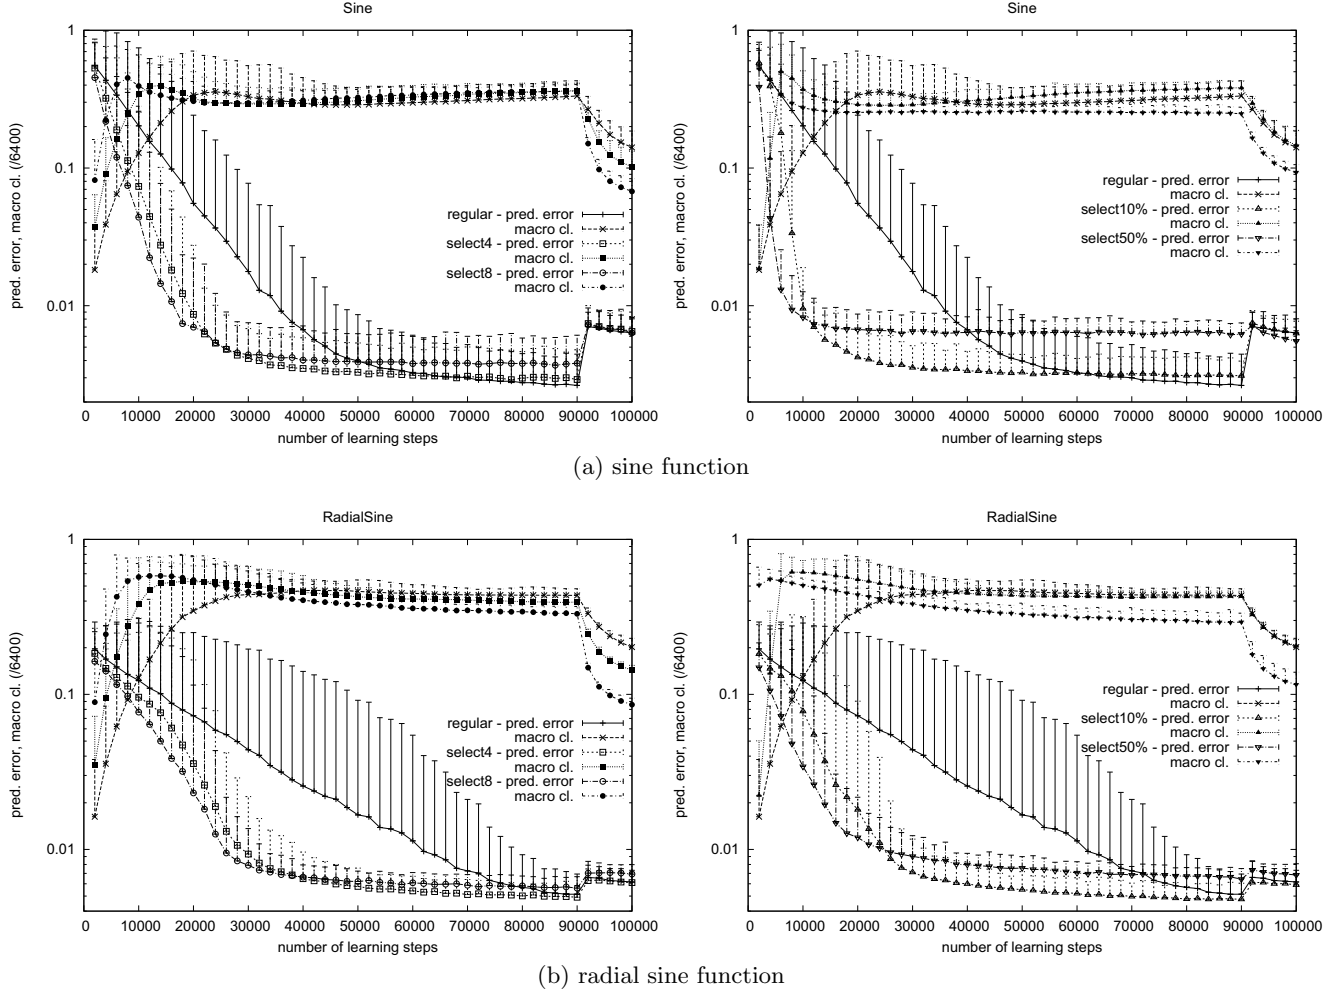 Sine
1
0.1
0.01
pred. error, macro cl. (/6400)
regular - pred. error
macro cl.
select4 - pred. error
macro cl.
select8 - pred. error
macro cl.
0 10000 20000 30000 40000 50000 60000 70000 80000 90000 100000
number of learning steps
Sine
1
0.1
0.01
pred. error, macro cl. (/6400)
regular - pred. error
macro cl.
select10% - pred. error
macro cl.
select50% - pred. error
macro cl.
0 10000 20000 30000 40000 50000 60000 70000 80000 90000 100000
number of learning steps
(a) sine function
RadialSine
1
0.1
0.01
pred. error, macro cl. (/6400)
regular - pred. error
macro cl.
select4 - pred. error
macro cl.
select8 - pred. error
macro cl.
0 10000 20000 30000 40000 50000 60000 70000 80000 90000 100000
number of learning steps
RadialSine
1
0.1
0.01
pred. error, macro cl. (/6400)
regular - pred. error
macro cl.
select10% - pred. error
macro cl.
select50% - pred. error
macro cl.
0 10000 20000 30000 40000 50000 60000 70000 80000 90000 100000
number of learning steps
(b) radial sine function